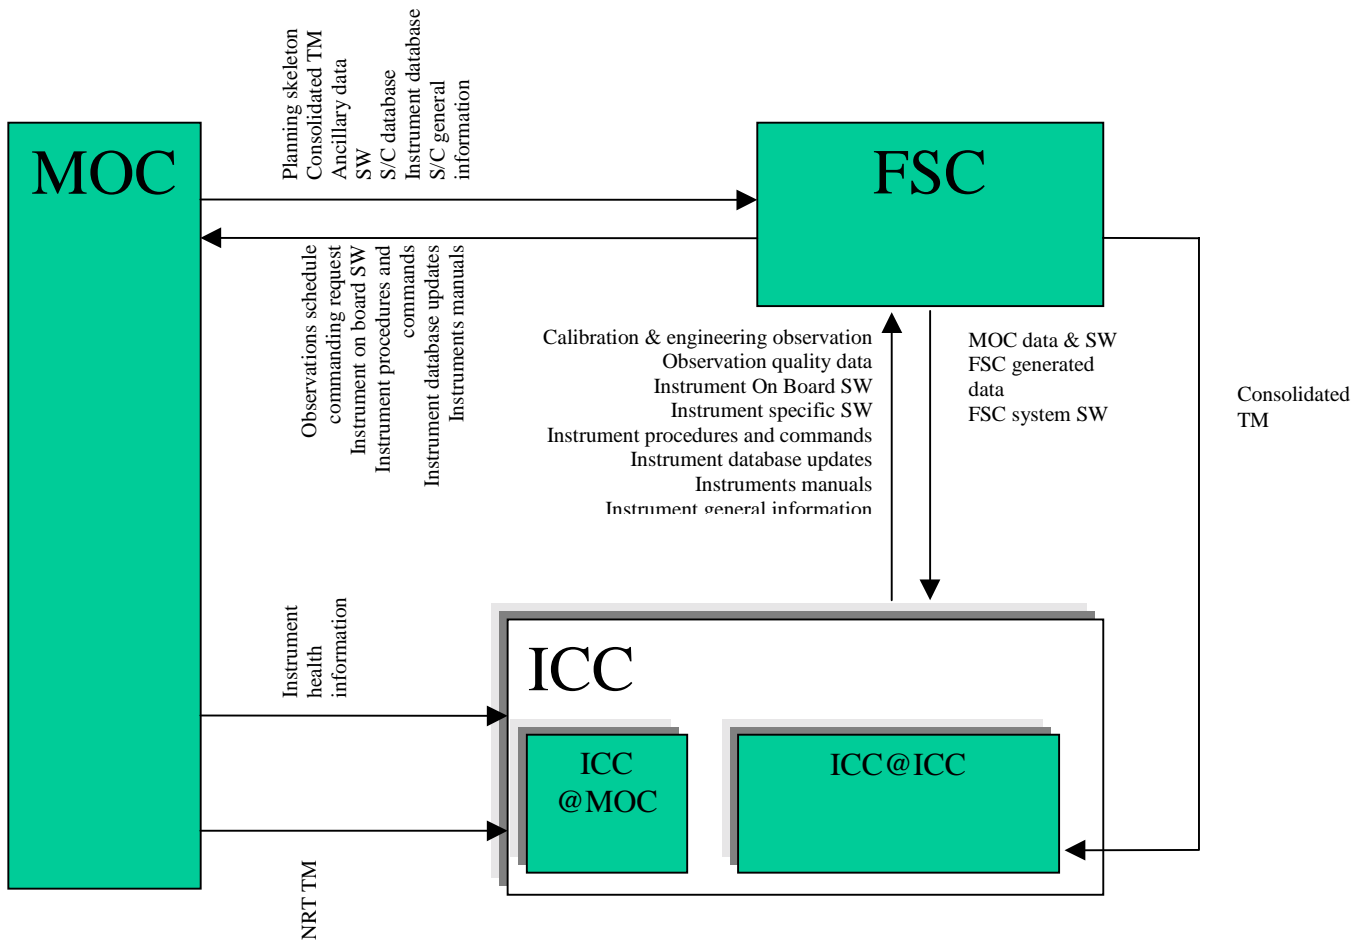 Planning skeleton
Consolidated TM
Ancillary data
SW
S/C database
Instrument database
S/C general
information
MOC
FSC
Observations schedule
commanding request
Instrument on board SW
Instrument procedures and
commands
Instrument database updates
Instruments manuals
Calibration & engineering observation
Observation quality data
Instrument On Board SW
Instrument specific SW
Instrument procedures and commands
Instrument database updates
Instruments manuals
Instrument general information
MOC data & SW
FSC generated
data
FSC system SW
Consolidated
TM
Instrument
health
information
ICC
ICC
@MOC
ICC@ICC
NRT TM